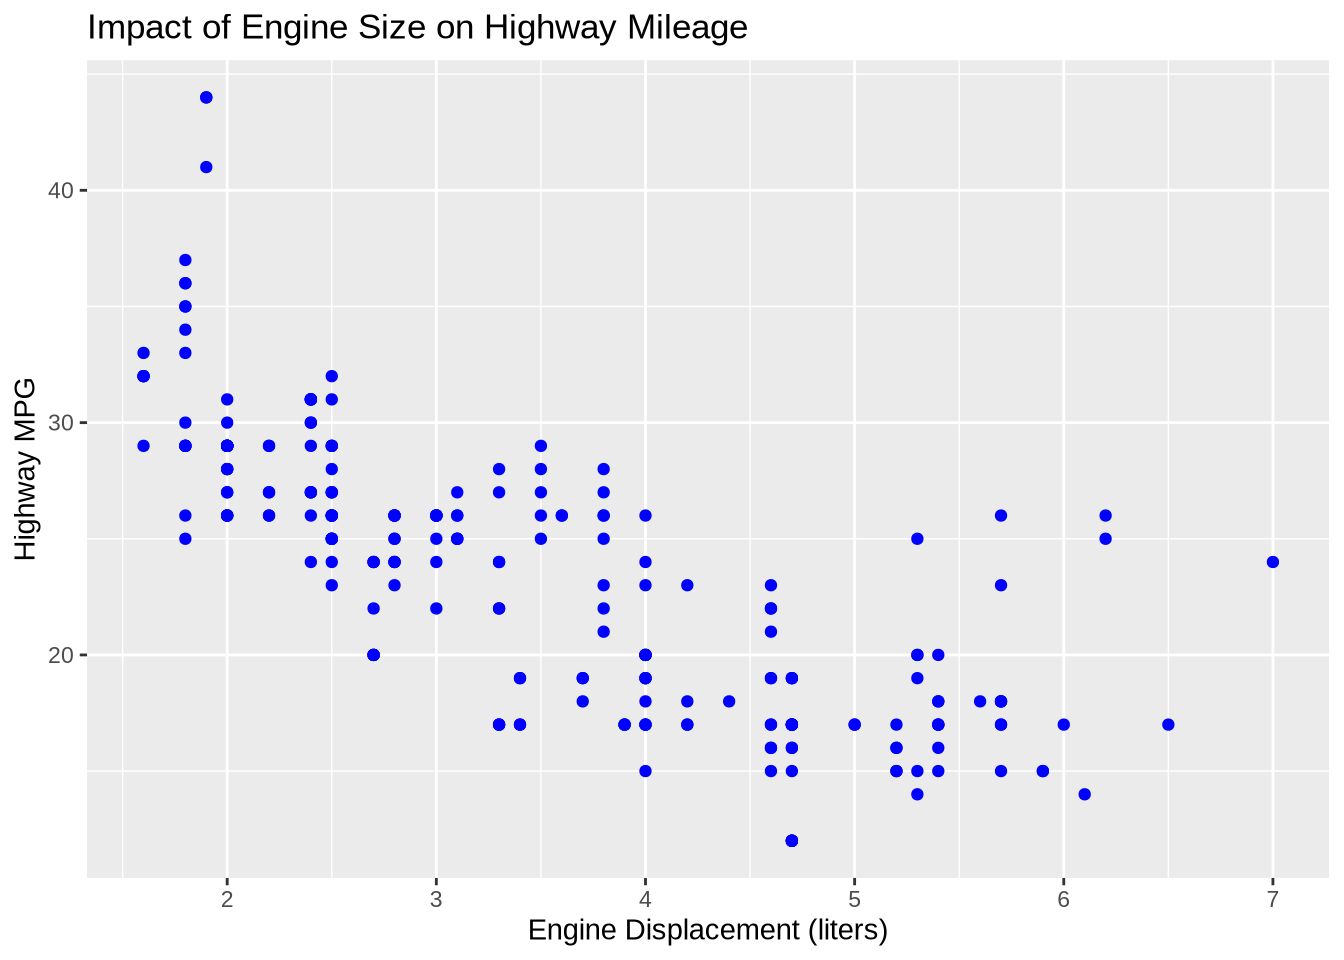 Impact of Engine Size on Highway Mileage
Highway MPG
40
30
20
2 3 4 5 6 7
Engine Displacement (liters)